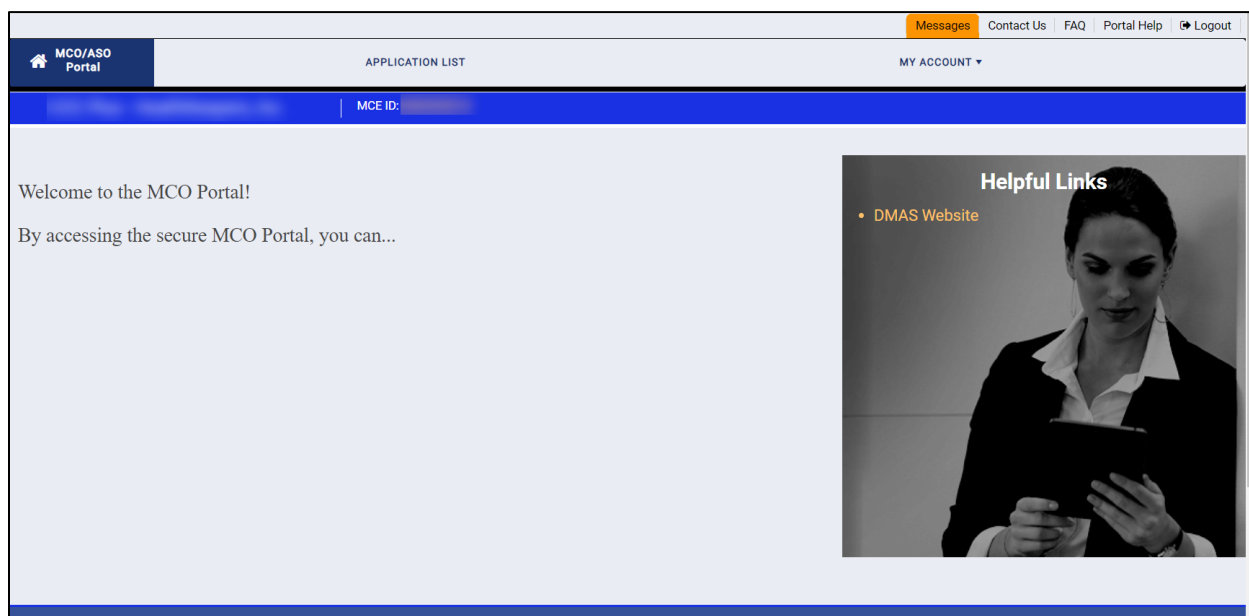 Messages Contact Us FAQ Portal Help Logout
MCO/ASO
Portal
APPLICATION LIST
MY ACCOUNT
MCE ID:
Helpful Links
DMAS Website
Welcome to the MCO Portal!
By accessing the secure MCO Portal, you can...